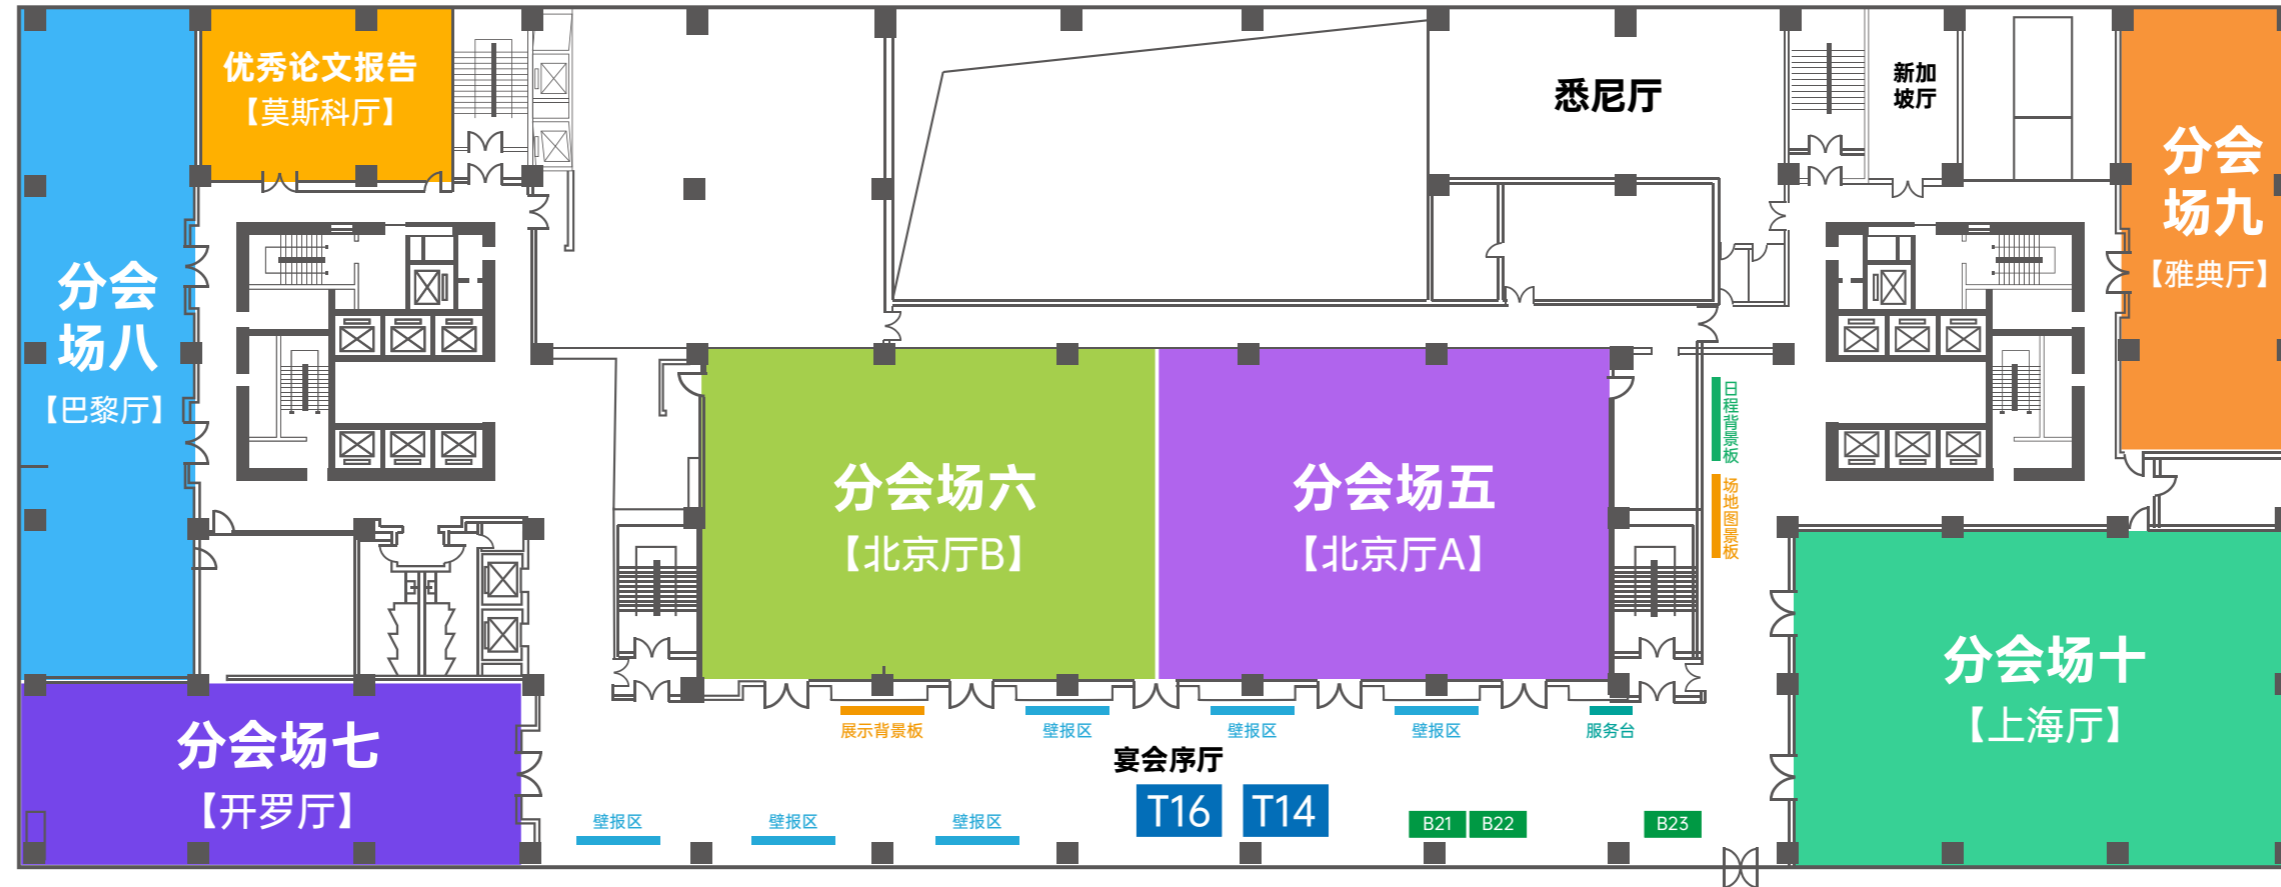 优秀论文报告
【莫斯科厅】
悉尼厅
新加
坡厅
分会
场九
【雅典厅】
分会
场八
【巴黎厅】
分会场六
【北京厅B】
分会场五
【北京厅A】
日程背景板
场地图景板
分会场十
【上海厅】
分会场七
【开罗厅】
展示背景板
壁报区
壁报区
壁报区
服务台
宴会序厅
T16
T14
壁报区
壁报区
壁报区
B21
B22
B23